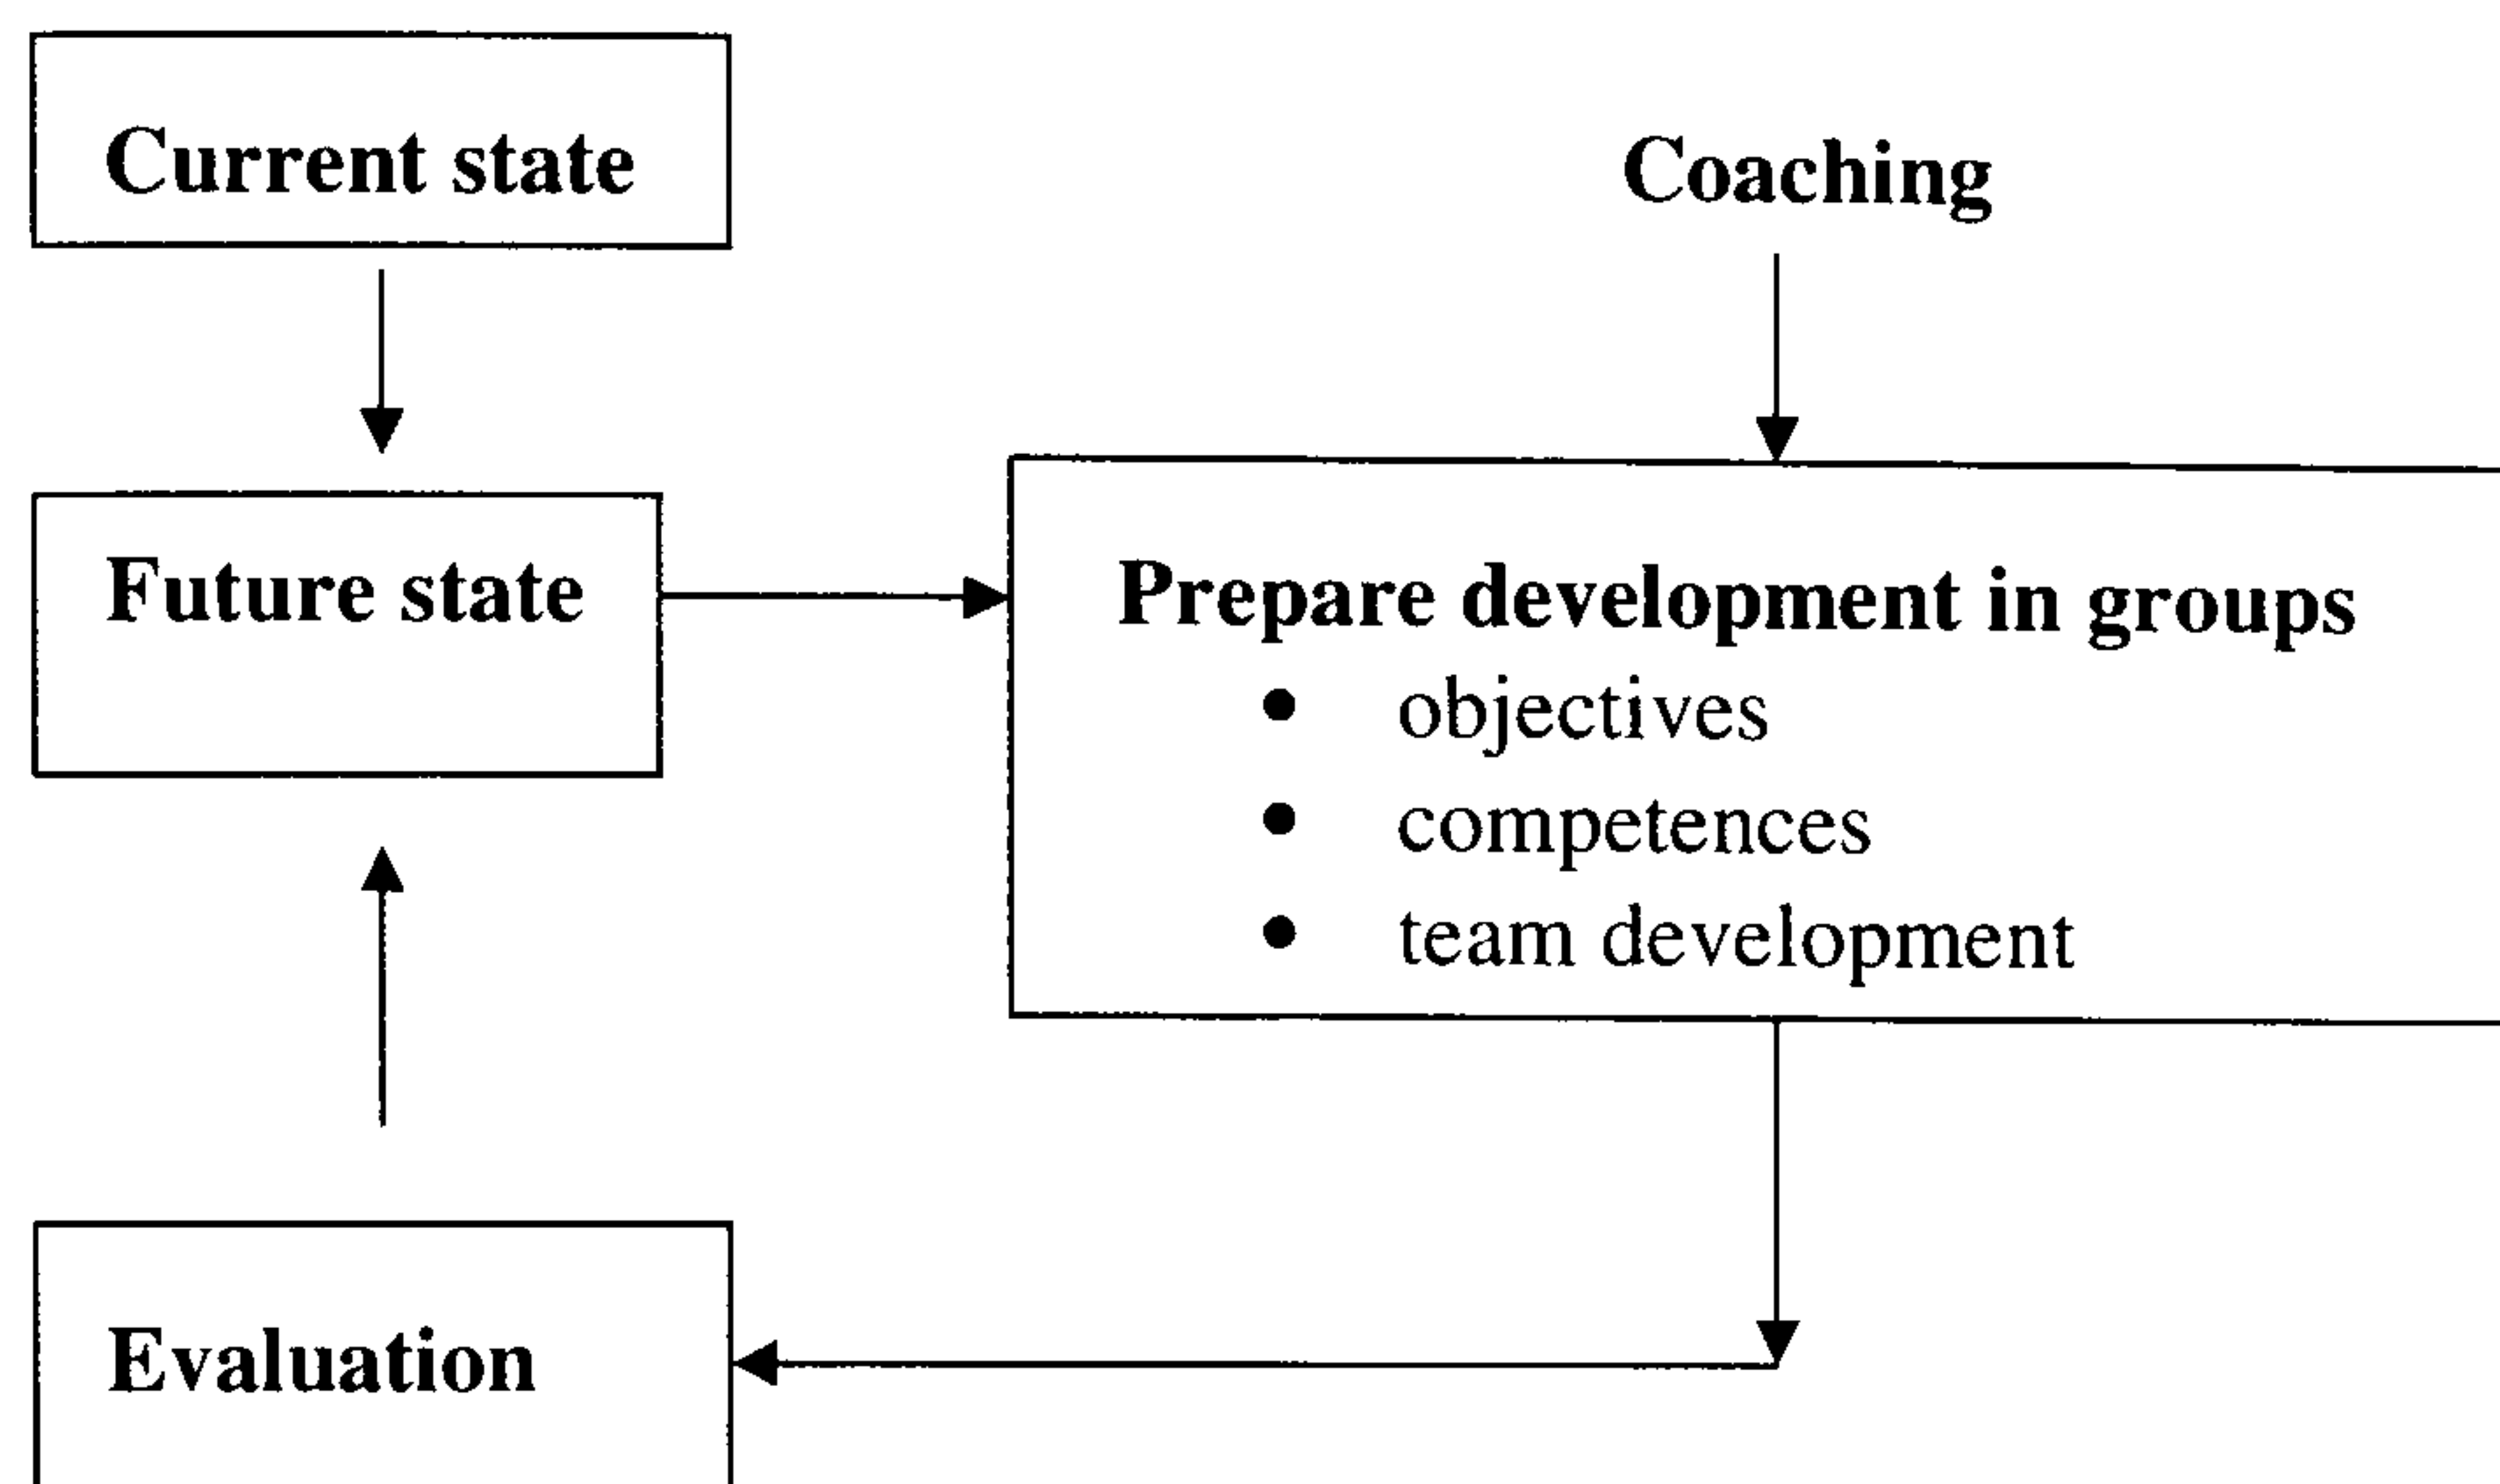 Current state
Coaching
Future state
Prepare development in groups
• objectives
• competences
• team development
Evaluation